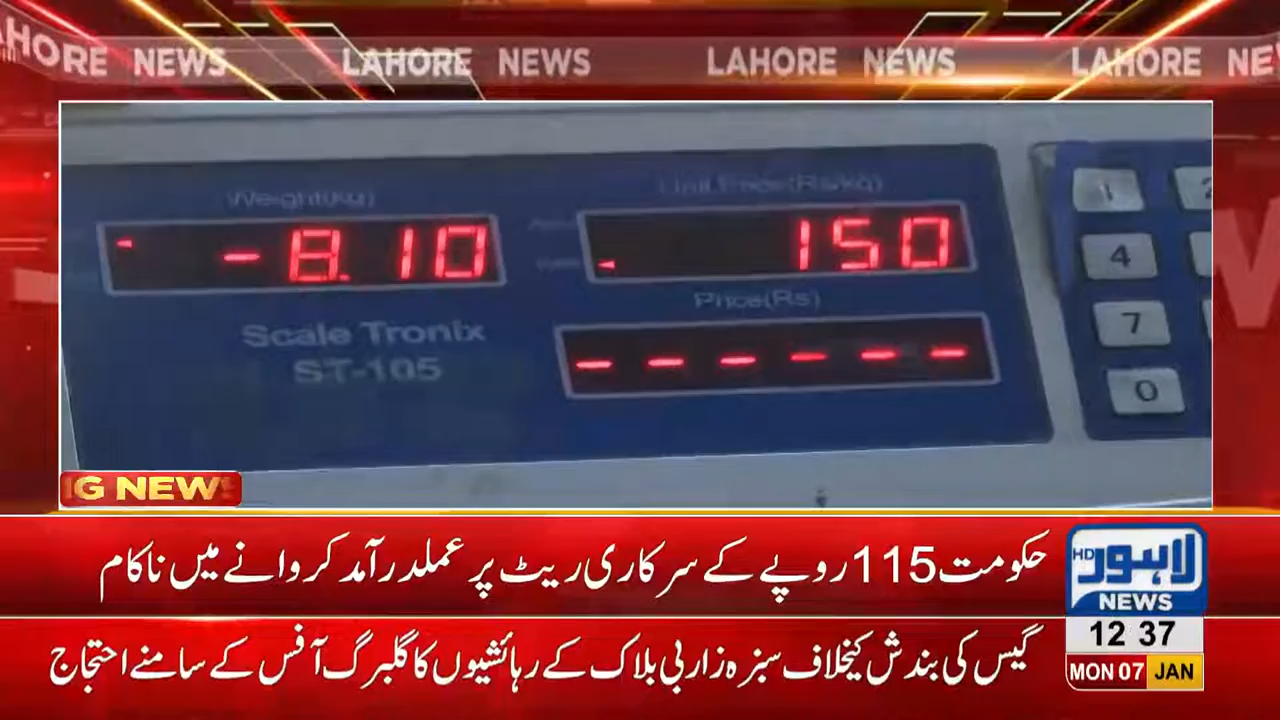 LAHORE NEWS LAHORE NEWS LAHORE NEWS LAHORE NE
Weight(Kg)
Unit Price(Rs/kg)
-8.10
150
Price(Rs)
- - - - - -
Scale Tronix
ST-105
1 2
4
7
0
NG NEWS
حکومت 115 روپے کے سرکاری ریٹ پر عملدرآمد کروانے میں ناکام
گیس کی بندش کیخلاف سبزہ زار بی بلاک کے رہائشیوں کا گلبرگ آفس کے سامنے احتجاج
HD لاہور
NEWS
12 37
MON 07 JAN